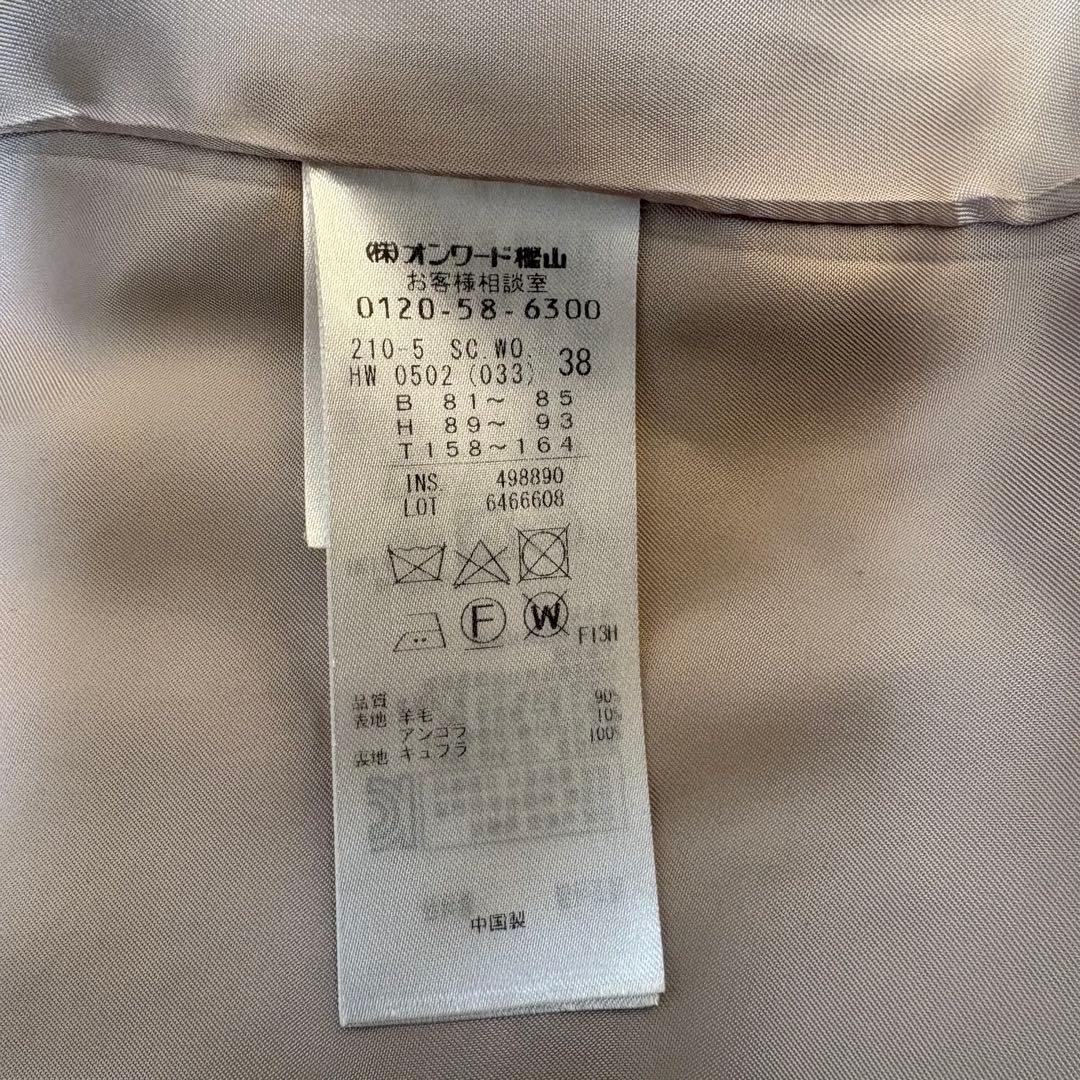 (株)オンワード樫山
お客様相談室
0120-58-6300
210-5 SC.WO.
HW 0502 (033) 38
B 81～ 85
H 89～ 93
T158～164
INS 498890
LOT 6466608
F W F13H
品質
表地 羊毛 90%
アンゴラ 10%
裏地 キュプラ 100%
中国製